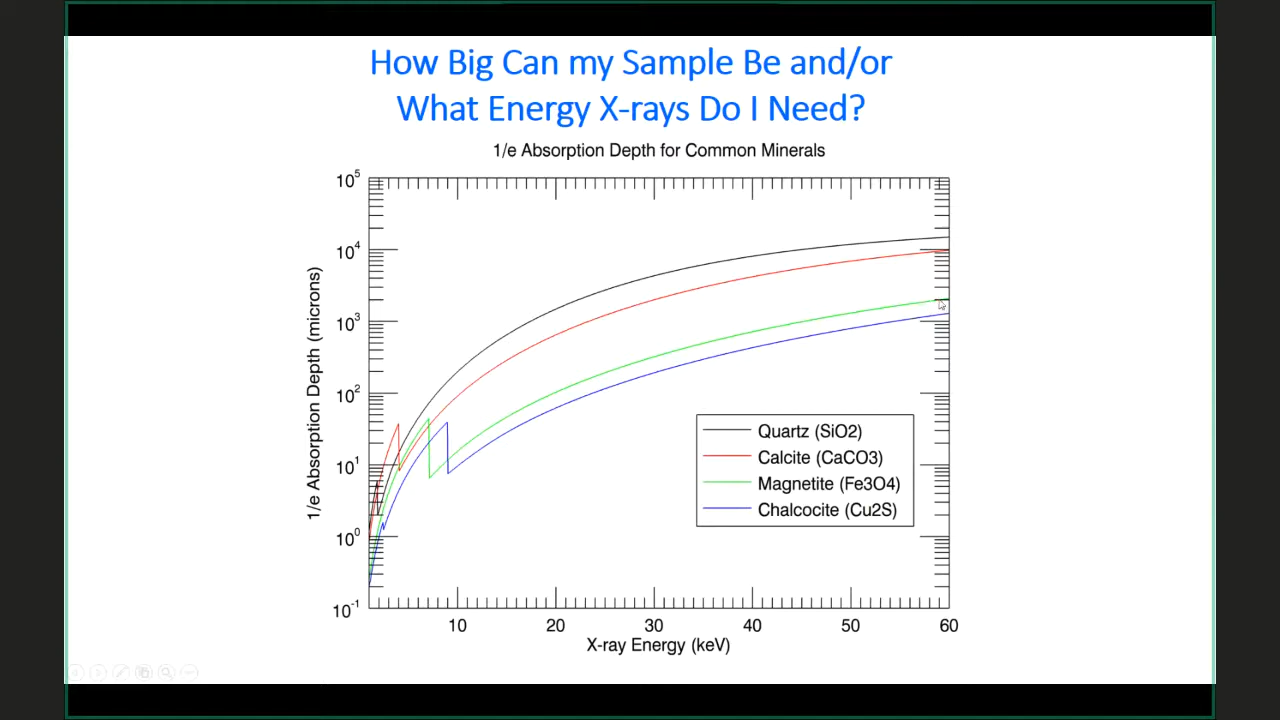 How Big Can my Sample Be and/or
What Energy X-rays Do I Need?
1/e Absorption Depth for Common Minerals
10^5
10^4
10^3
10^2
10^1
10^0
10^-1
1/e Absorption Depth (microns)
Quartz (SiO2)
Calcite (CaCO3)
Magnetite (Fe3O4)
Chalcocite (Cu2S)
10 20 30 40 50 60
X-ray Energy (keV)